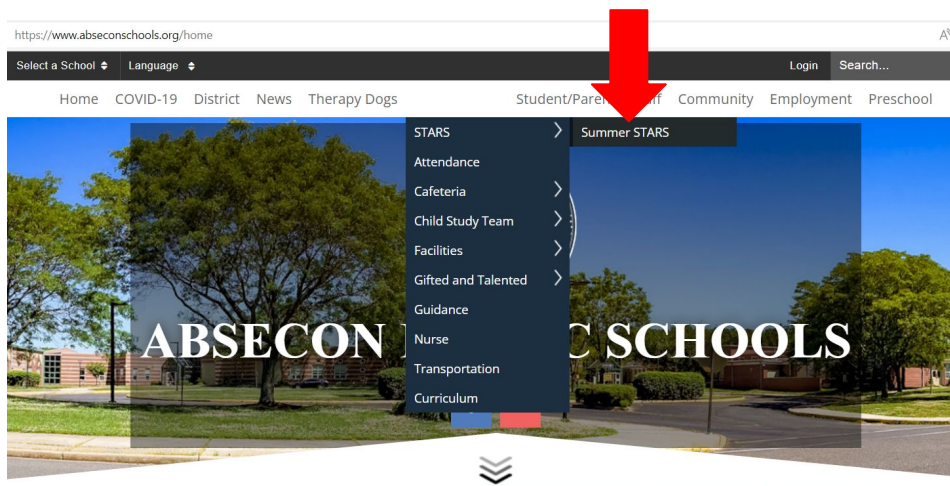 https://www.abseconschools.org/home
Select a School Language Login Search...
Home COVID-19 District News Therapy Dogs Student/Parent Community Employment Preschool
STARS Summer STARS
Attendance
Cafeteria
Child Study Team
Facilities
Gifted and Talented
Guidance
ABSECON SCHOOLS
Nurse
Transportation
Curriculum